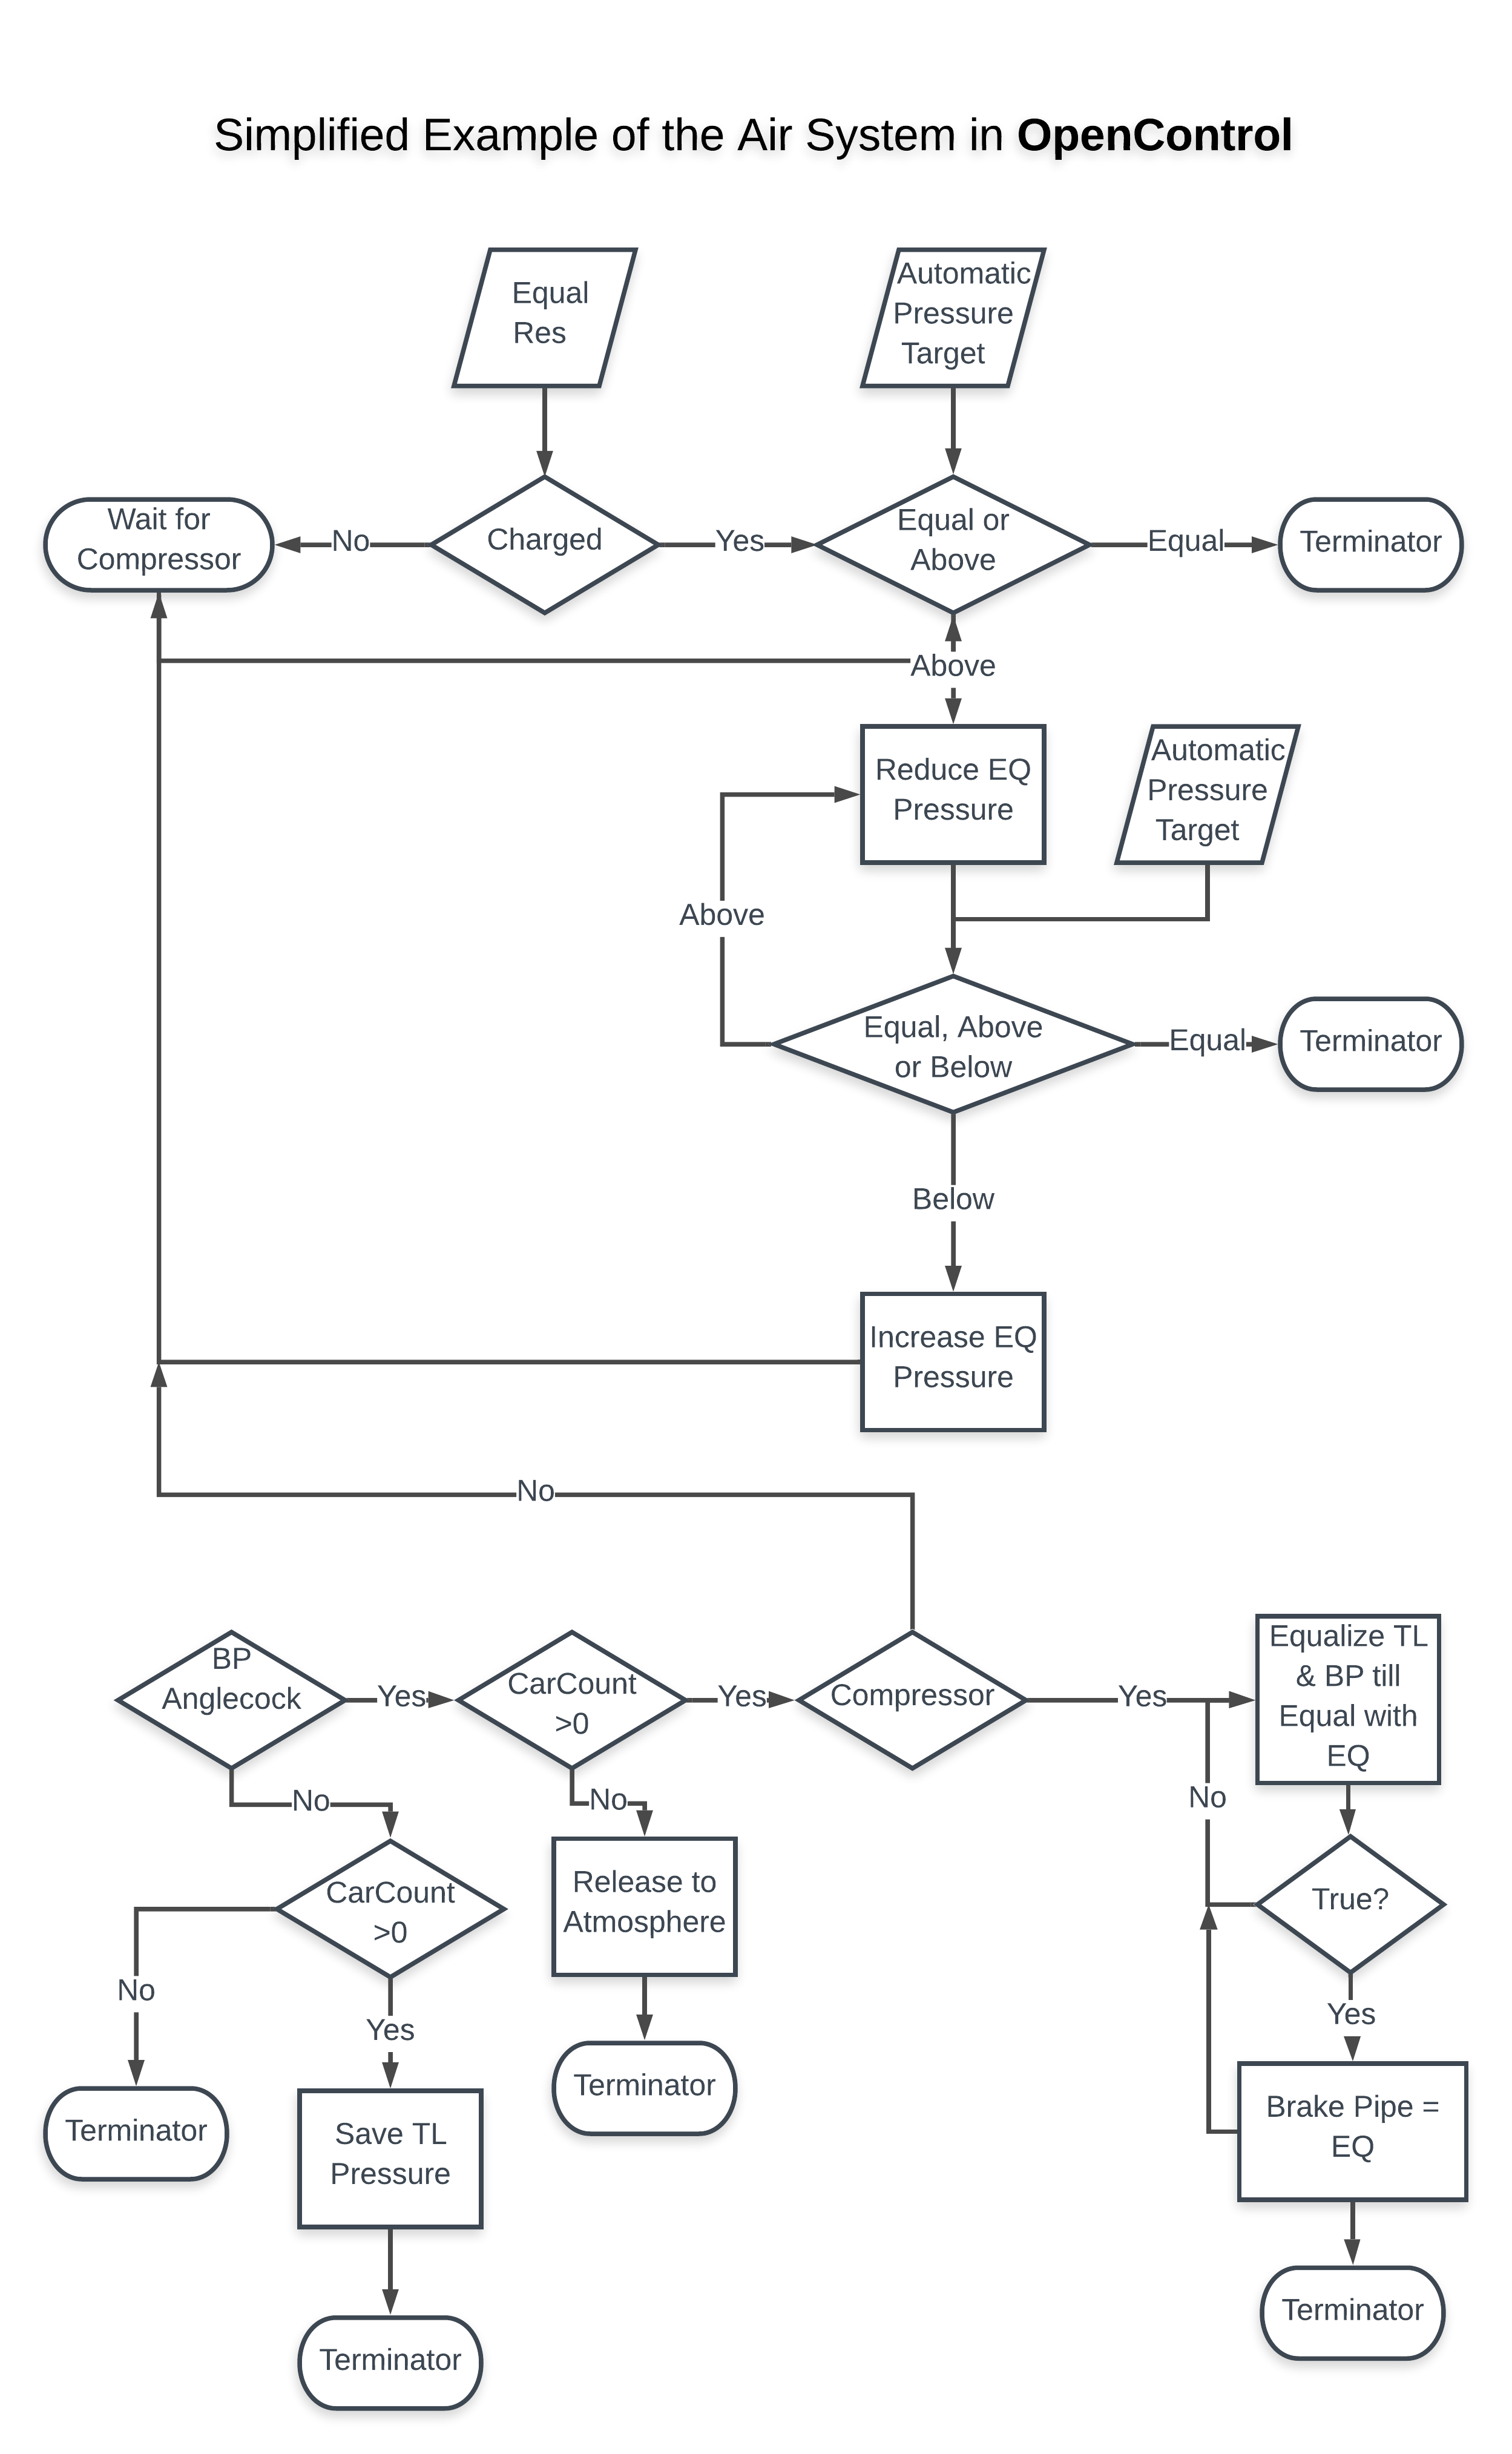 Simplified Example of the Air System in OpenControl
Equal
Res
Automatic
Pressure
Target
Wait for
Compressor
No
Charged
Yes
Equal or
Above
Equal
Terminator
Above
Reduce EQ
Pressure
Automatic
Pressure
Target
Above
Equal, Above
or Below
Equal
Terminator
Below
Increase EQ
Pressure
No
BP
Anglecock
Yes
CarCount
>0
Yes
Compressor
Yes
Equalize TL
& BP till
Equal with
EQ
No
No
No
CarCount
>0
Release to
Atmosphere
True?
No
Yes
Yes
Terminator
Terminator
Save TL
Pressure
Brake Pipe =
EQ
Terminator
Terminator